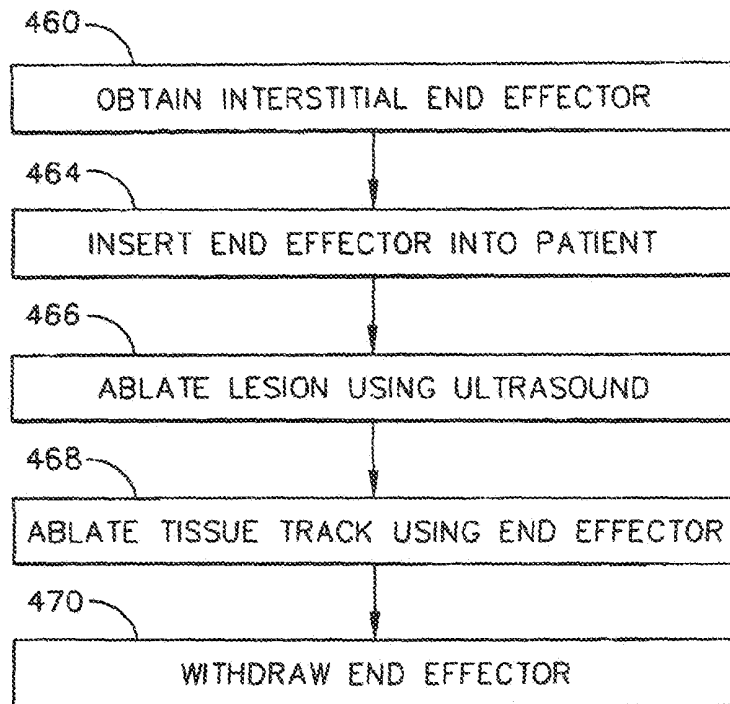 460
OBTAIN INTERSTITIAL END EFFECTOR
464
INSERT END EFFECTOR INTO PATIENT
466
ABLATE LESION USING ULTRASOUND
468
ABLATE TISSUE TRACK USING END EFFECTOR
470
WITHDRAW END EFFECTOR